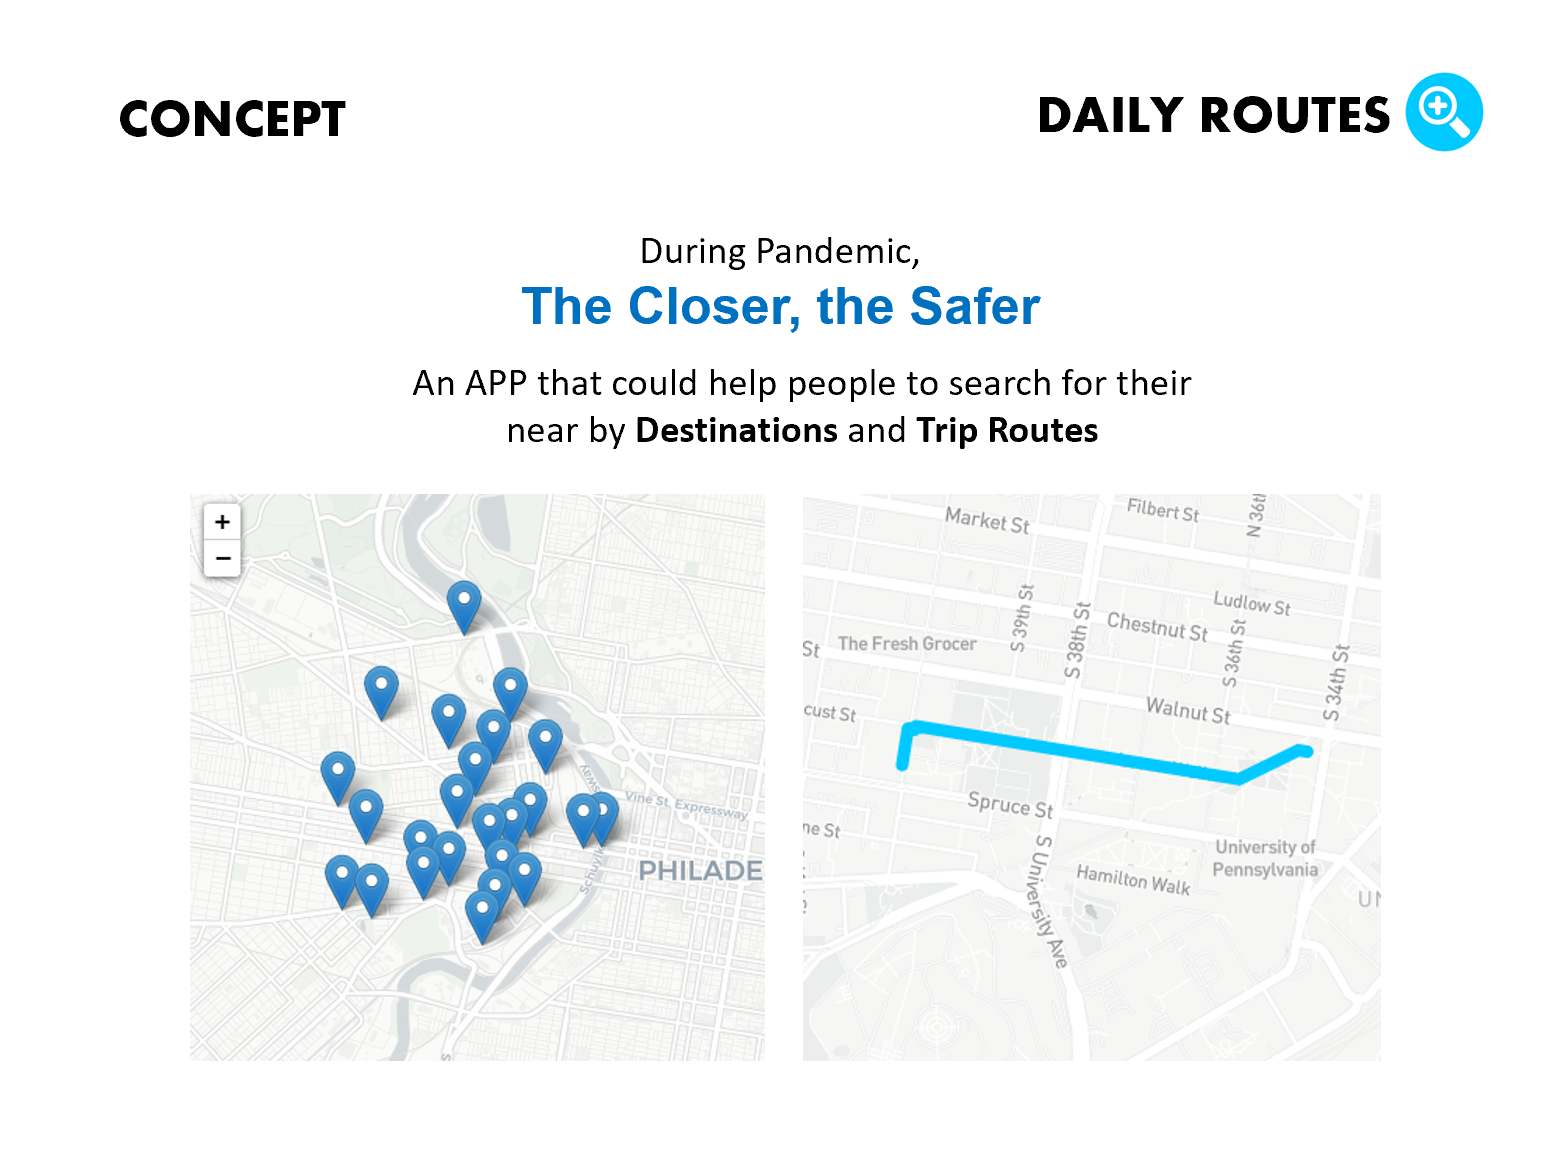 CONCEPT
DAILY ROUTES
During Pandemic,
The Closer, the Safer
An APP that could help people to search for their
near by Destinations and Trip Routes
+
−
Vine St. Expressway
PHILADE
Market St
Filbert St
N 36th
Ludlow St
S 39th St
S 38th St
Chestnut St
S 36th St
S 34th St
St
The Fresh Grocer
cust St
Walnut St
Spruce St
ne St
S University Ave
Hamilton Walk
University of
Pennsylvania
UN